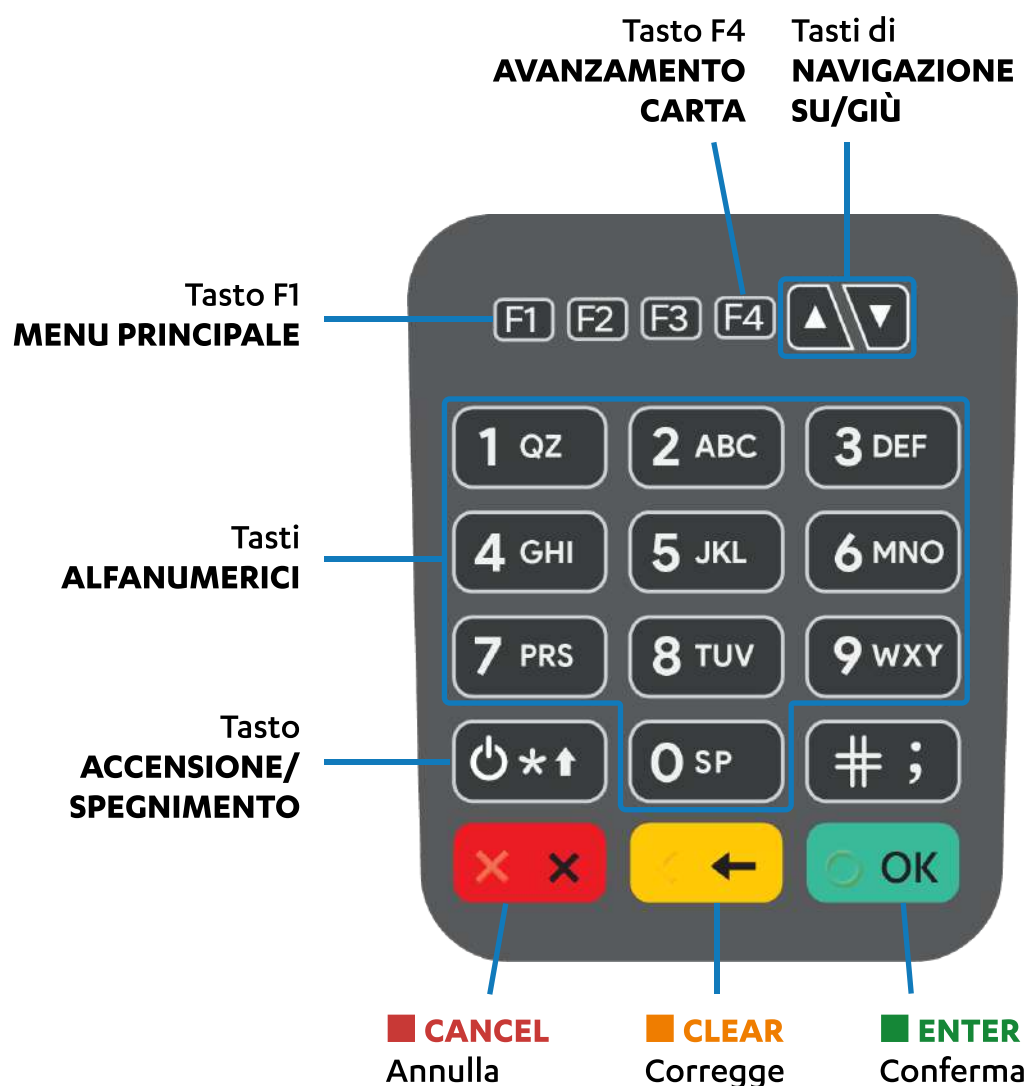 Tasto F4
AVANZAMENTO
CARTA
Tasti di
NAVIGAZIONE
SU/GIÙ
Tasto F1
MENU PRINCIPALE
F1 F2 F3 F4
1 QZ 2 ABC 3 DEF
Tasti
ALFANUMERICI
4 GHI 5 JKL 6 MNO
7 PRS 8 TUV 9 WXY
Tasto
ACCENSIONE/
SPEGNIMENTO
* 0 SP # ;
OK
CANCEL
Annulla
CLEAR
Corregge
ENTER
Conferma